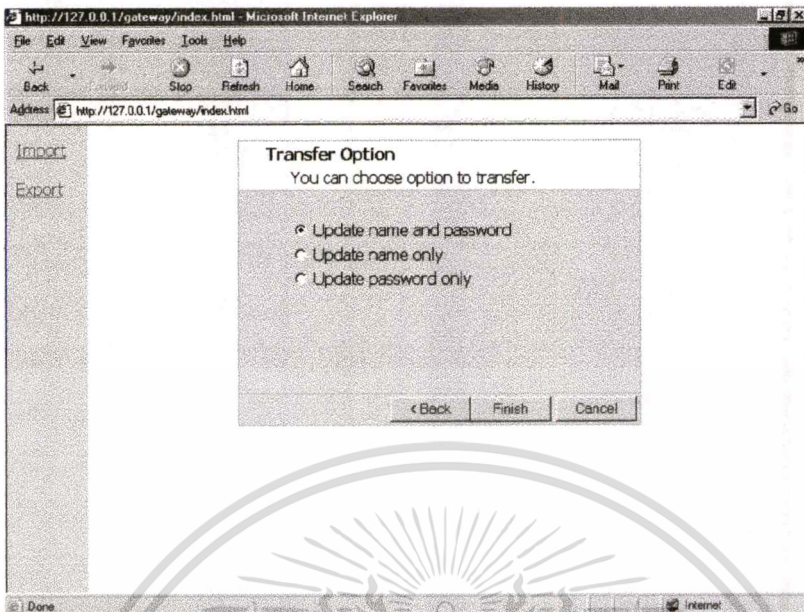 http://127.0.0.1/gateway/index.html - Microsoft Internet Explorer
File Edit View Favorites Tools Help
Back Forward Stop Refresh Home Search Favorites Media History Mail Print Edit »
Address http://127.0.0.1/gateway/index.html Go
Import
Export
Transfer Option
You can choose option to transfer.
Update name and password
Update name only
Update password only
< Back Finish Cancel
Done Internet